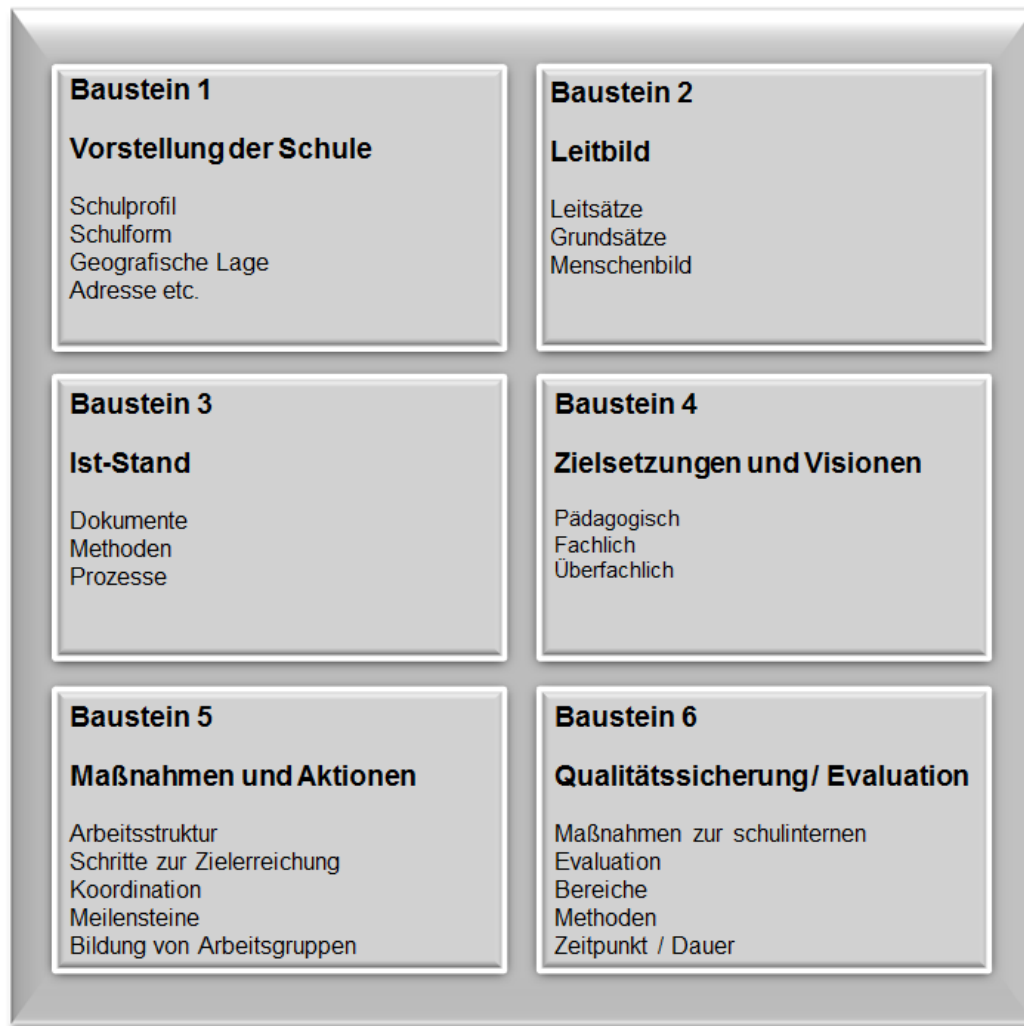 Baustein 1
Vorstellung der Schule
Schulprofil
Schulform
Geografische Lage
Adresse etc.
Baustein 2
Leitbild
Leitsätze
Grundsätze
Menschenbild
Baustein 3
Ist-Stand
Dokumente
Methoden
Prozesse
Baustein 4
Zielsetzungen und Visionen
Pädagogisch
Fachlich
Überfachlich
Baustein 5
Maßnahmen und Aktionen
Arbeitsstruktur
Schritte zur Zielerreichung
Koordination
Meilensteine
Bildung von Arbeitsgruppen
Baustein 6
Qualitätssicherung/ Evaluation
Maßnahmen zur schulinternen
Evaluation
Bereiche
Methoden
Zeitpunkt / Dauer